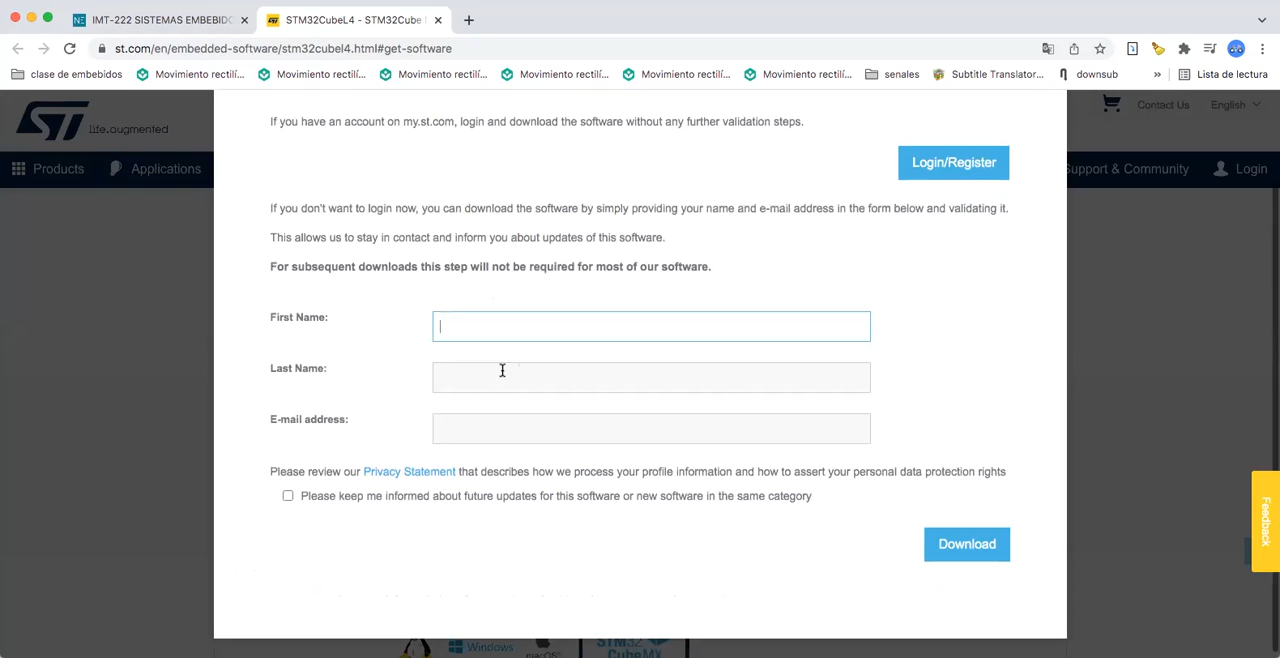 IMT-222 SISTEMAS EMBEBIDO
STM32CubeL4 - STM32Cube
st.com/en/embedded-software/stm32cubel4.html#get-software
clase de embebidos
Movimiento rectilí...
Movimiento rectilí...
Movimiento rectilí...
Movimiento rectilí...
Movimiento rectilí...
Movimiento rectilí...
senales
Subtitle Translator...
downsub
»
Lista de lectura
ST
life.augmented
Contact Us
English
Products
Applications
Support & Community
Login
If you have an account on my.st.com, login and download the software without any further validation steps.
Login/Register
If you don't want to login now, you can download the software by simply providing your name and e-mail address in the form below and validating it.
This allows us to stay in contact and inform you about updates of this software.
For subsequent downloads this step will not be required for most of our software.
First Name:
Last Name:
E-mail address:
Please review our Privacy Statement that describes how we process your profile information and how to assert your personal data protection rights
Please keep me informed about future updates for this software or new software in the same category
Download
Feedback
Windows
macOS
STM32
CubeMX